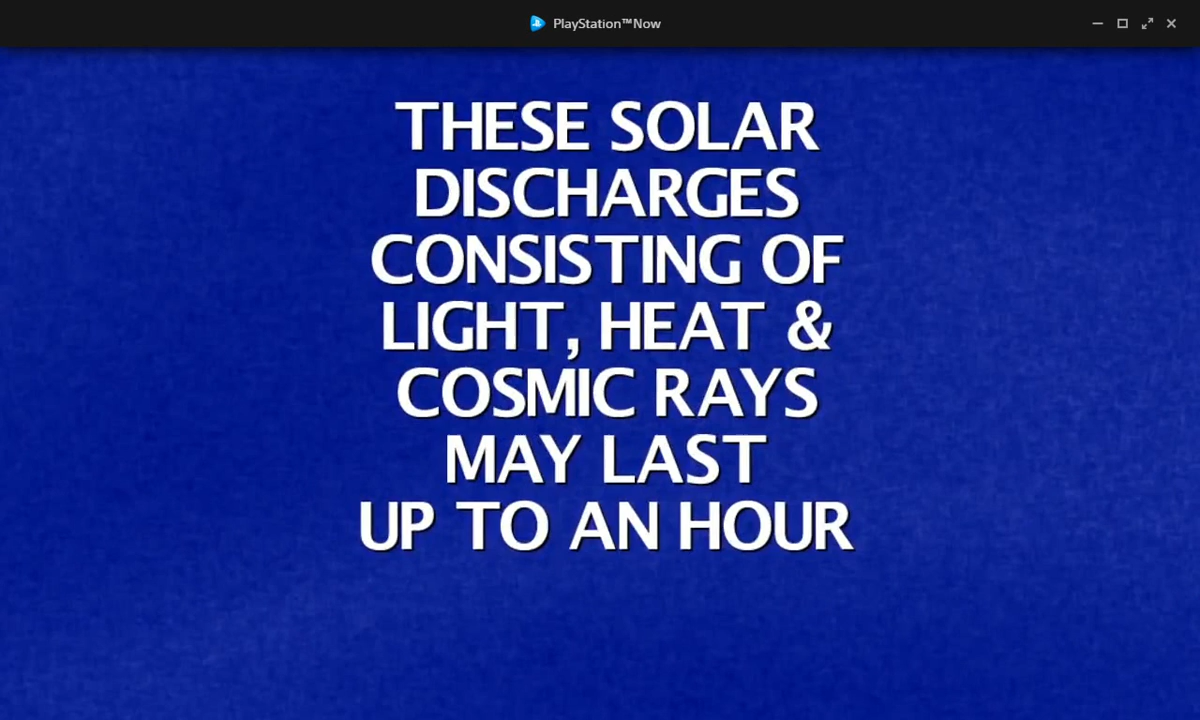 PlayStation™Now
THESE SOLAR
DISCHARGES
CONSISTING OF
LIGHT, HEAT &
COSMIC RAYS
MAY LAST
UP TO AN HOUR